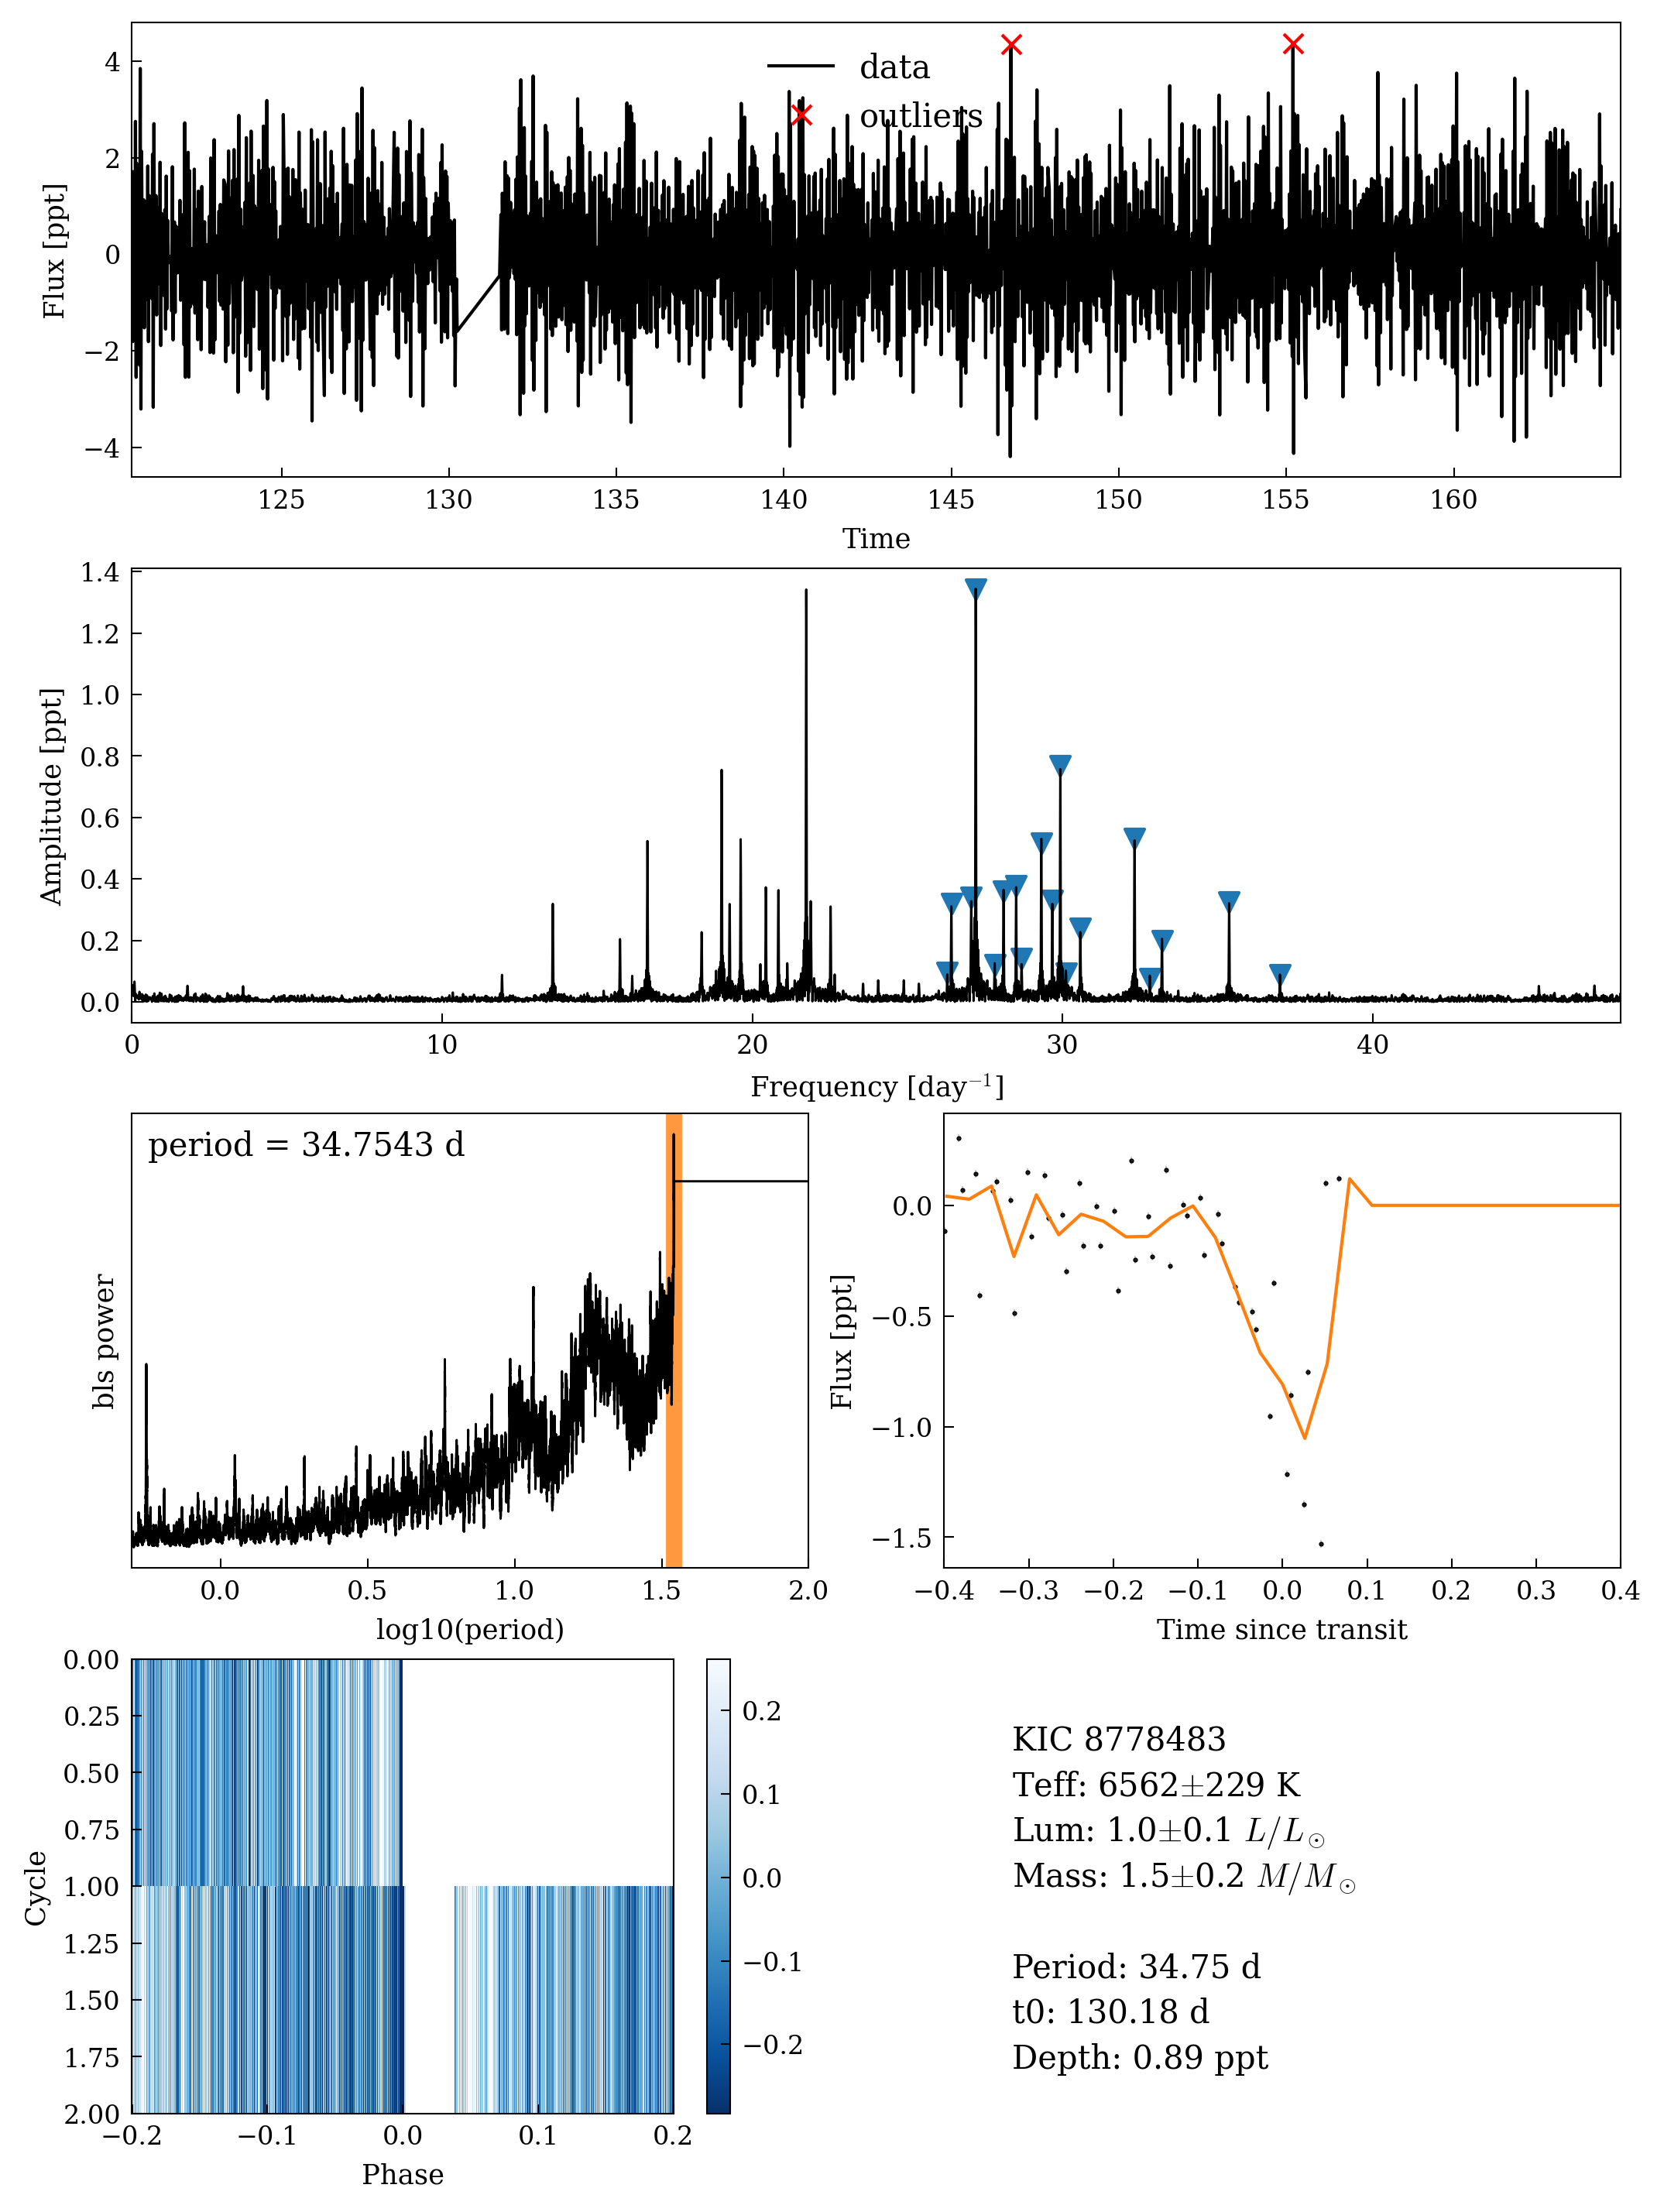 data
outliers
4
2
0
−2
−4
Flux [ppt]
125 130 135 140 145 150 155 160
Time
1.4
1.2
1.0
0.8
0.6
0.4
0.2
0.0
Amplitude [ppt]
0 10 20 30 40
Frequency [day⁻¹]
period = 34.7543 d
bls power
0.0 0.5 1.0 1.5 2.0
log10(period)
0.0
−0.5
−1.0
−1.5
Flux [ppt]
−0.4 −0.3 −0.2 −0.1 0.0 0.1 0.2 0.3 0.4
Time since transit
0.00
0.25
0.50
0.75
1.00
1.25
1.50
1.75
2.00
Cycle
−0.2 −0.1 0.0 0.1 0.2
Phase
0.2
0.1
0.0
−0.1
−0.2
KIC 8778483
Teff: 6562±229 K
Lum: 1.0±0.1 L/L☉
Mass: 1.5±0.2 M/M☉
Period: 34.75 d
t0: 130.18 d
Depth: 0.89 ppt